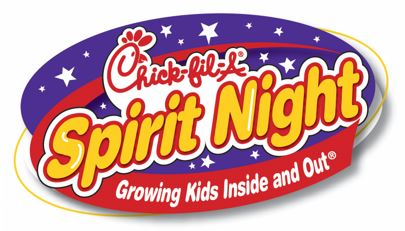 Chick-fil-A®
Spirit Night
Growing Kids Inside and Out®